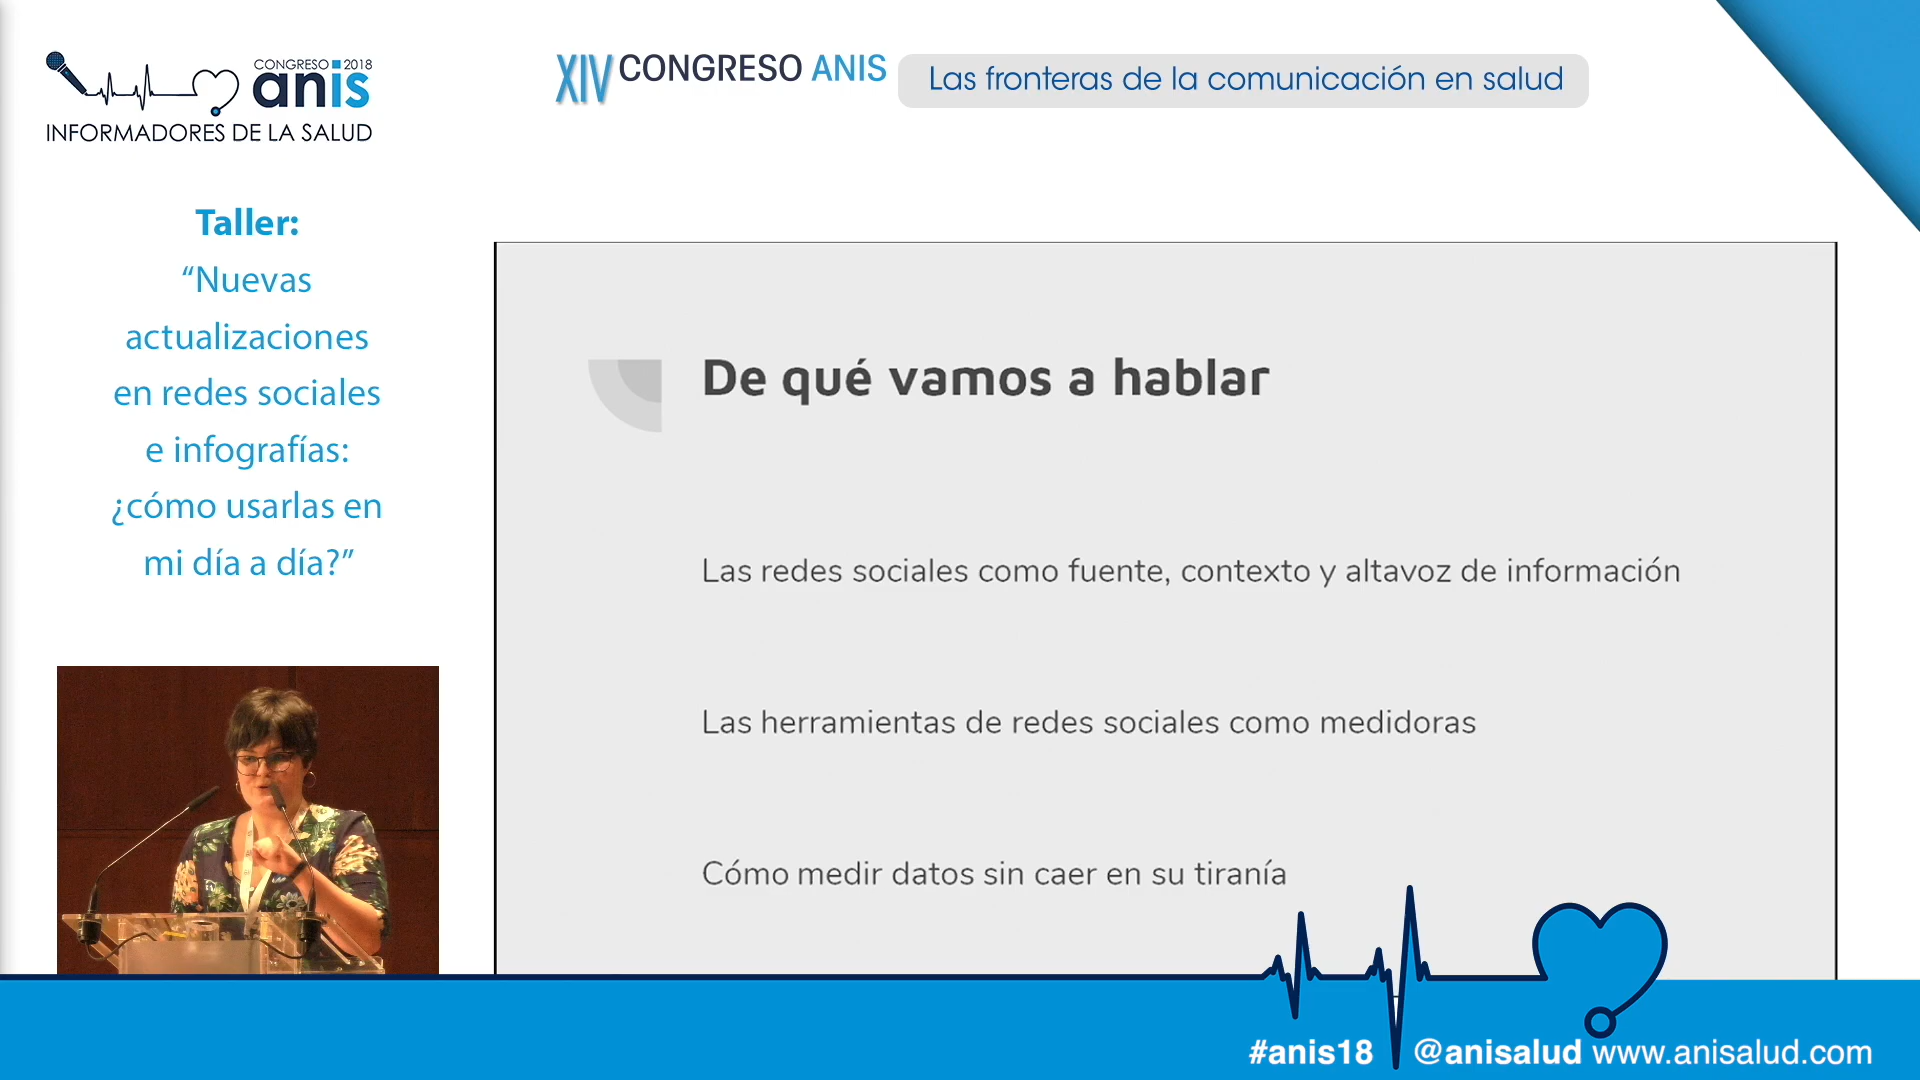 CONGRESO 2018
anis
INFORMADORES DE LA SALUD
XIV CONGRESO ANIS
Las fronteras de la comunicación en salud
Taller:
“Nuevas
actualizaciones
en redes sociales
e infografías:
¿cómo usarlas en
mi día a día?”
De qué vamos a hablar
Las redes sociales como fuente, contexto y altavoz de información
Las herramientas de redes sociales como medidoras
Cómo medir datos sin caer en su tiranía
#anis18 @anisalud www.anisalud.com